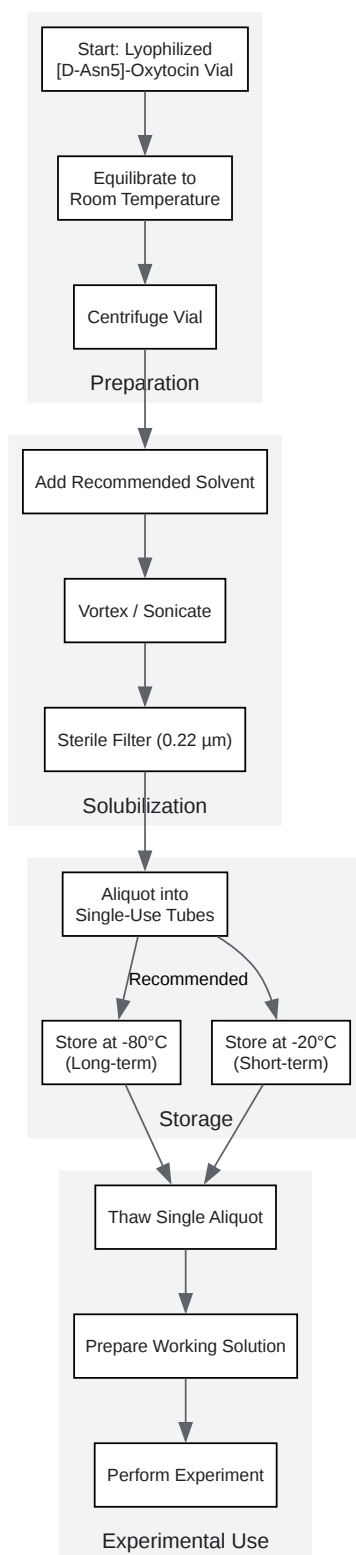 Start: Lyophilized
[D-Asn5]-Oxytocin Vial
Equilibrate to
Room Temperature
Centrifuge Vial
Preparation
Add Recommended Solvent
Vortex / Sonicate
Sterile Filter (0.22 µm)
Solubilization
Aliquot into
Single-Use Tubes
Recommended
Store at -80°C
(Long-term)
Store at -20°C
(Short-term)
Storage
Thaw Single Aliquot
Prepare Working Solution
Perform Experiment
Experimental Use